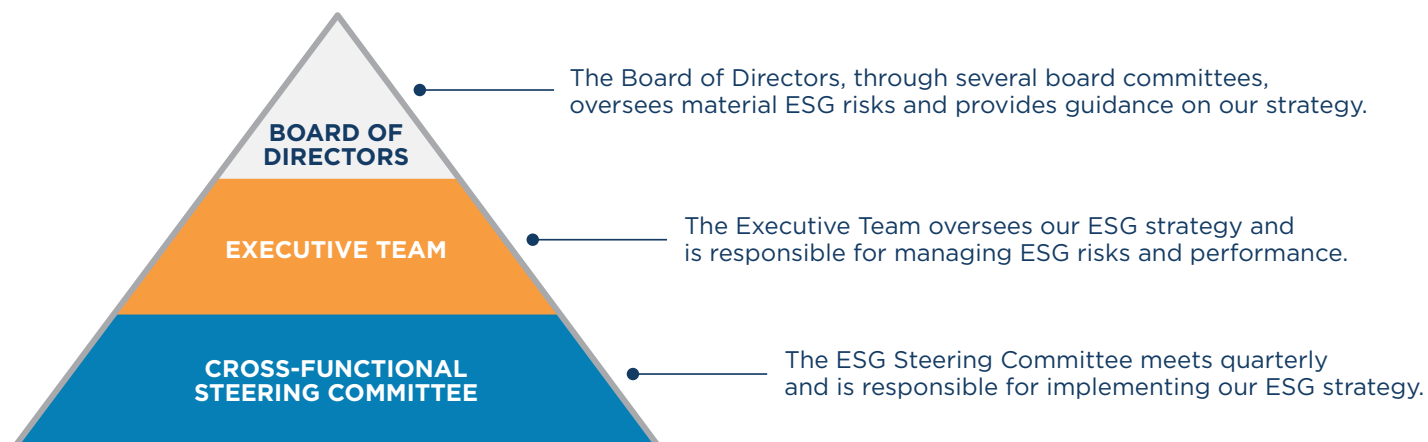 The Board of Directors, through several board committees,
oversees material ESG risks and provides guidance on our strategy.
BOARD OF
DIRECTORS
The Executive Team oversees our ESG strategy and
is responsible for managing ESG risks and performance.
EXECUTIVE TEAM
The ESG Steering Committee meets quarterly
and is responsible for implementing our ESG strategy.
CROSS-FUNCTIONAL
STEERING COMMITTEE